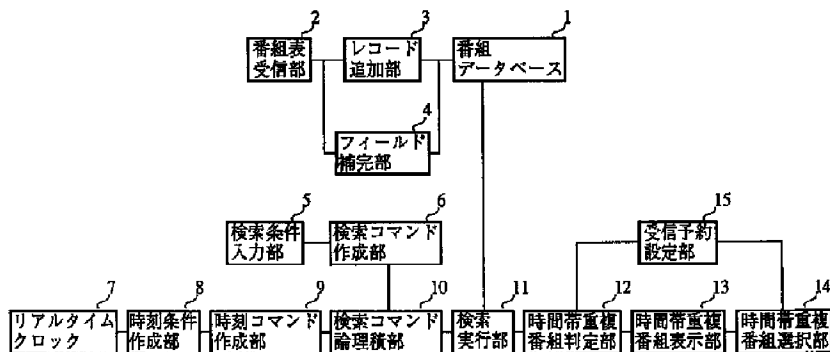 2
3
1
番組表
受信部
レコード
追加部
番組
データベース
4
フィールド
補完部
5
6
15
検索条件
入力部
検索コマンド
作成部
受信予約
設定部
7
8
9
10
11
12
13
14
リアルタイム
クロック
時刻条件
作成部
時刻コマンド
作成部
検索コマンド
論理積部
検索
実行部
時間帯重複
番組判定部
時間帯重複
番組表示部
時間帯重複
番組選択部